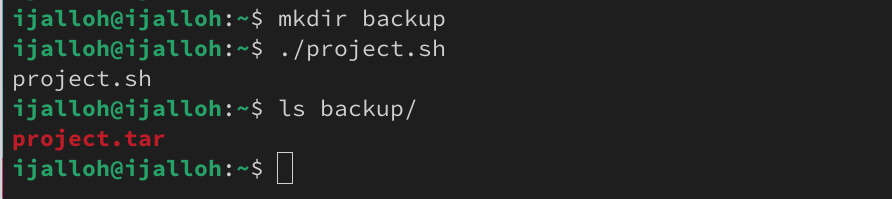 ijalloh@ijalloh:~$ mkdir backup
ijalloh@ijalloh:~$ ./project.sh
project.sh
ijalloh@ijalloh:~$ ls backup/
project.tar
ijalloh@ijalloh:~$